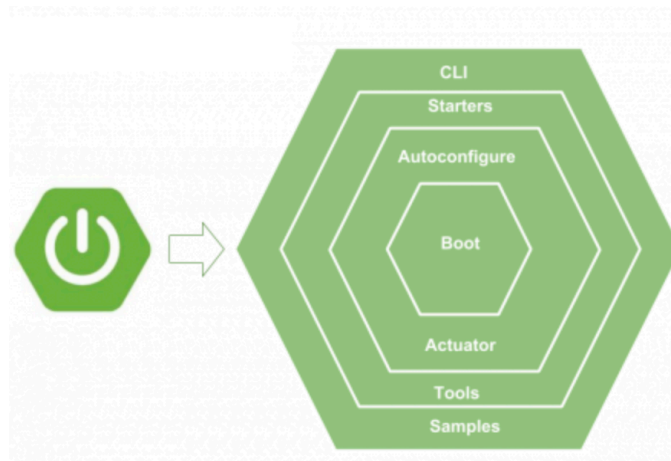 CLI
Starters
Autoconfigure
Boot
Actuator
Tools
Samples